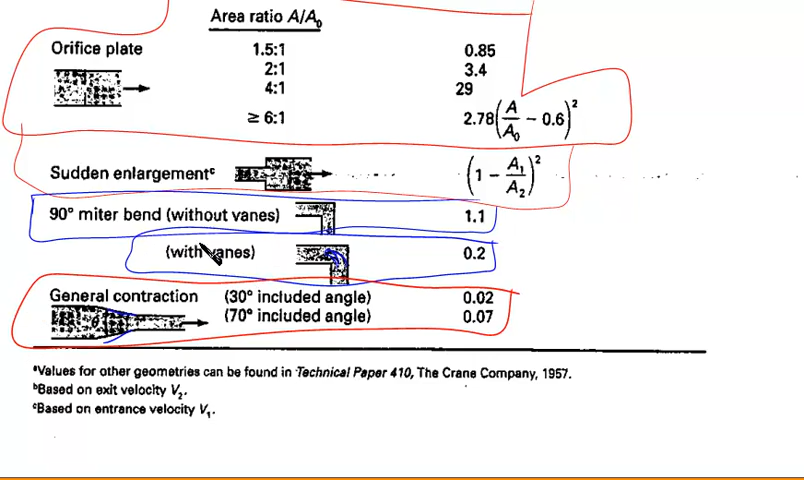 Area ratio A/A₀
Orifice plate 1.5:1 0.85
2:1 3.4
4:1 29
≥ 6:1 2.78(A/A₀ − 0.6)²
Sudden enlargementᶜ (1 − A₁/A₂)²
90° miter bend (without vanes) 1.1
(with vanes) 0.2
General contraction (30° included angle) 0.02
(70° included angle) 0.07
θ
ᵃValues for other geometries can be found in Technical Paper 410, The Crane Company, 1957.
ᵇBased on exit velocity V₂.
ᶜBased on entrance velocity V₁.